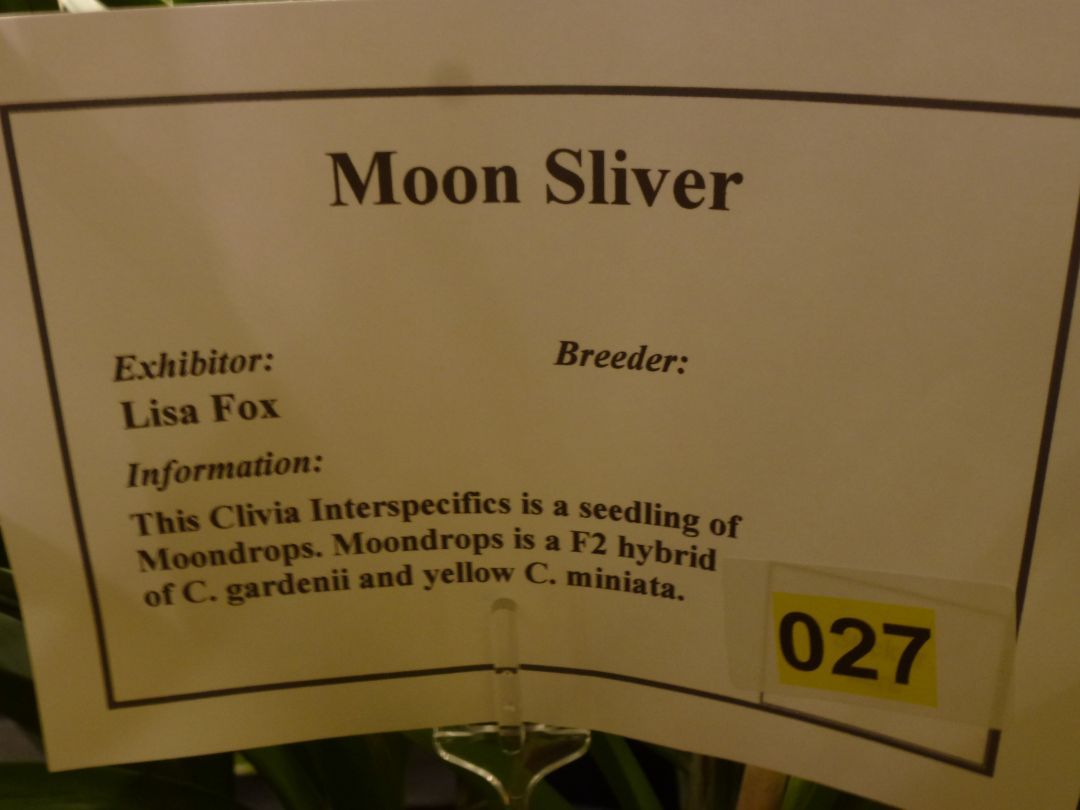 Moon Sliver
Exhibitor:
Lisa Fox
Breeder:
Information:
This Clivia Interspecifics is a seedling of
Moondrops. Moondrops is a F2 hybrid
of C. gardenii and yellow C. miniata.
027